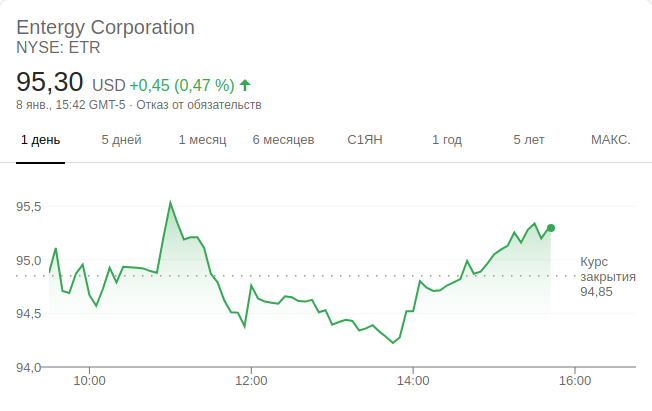 Entergy Corporation
NYSE: ETR
95,30 USD +0,45 (0,47 %)
8 янв., 15:42 GMT-5 · Отказ от обязательств
1 день 5 дней 1 месяц 6 месяцев С1ЯН 1 год 5 лет МАКС.
95,5
95,0
Курс
закрытия
94,85
94,5
94,0
10:00 12:00 14:00 16:00